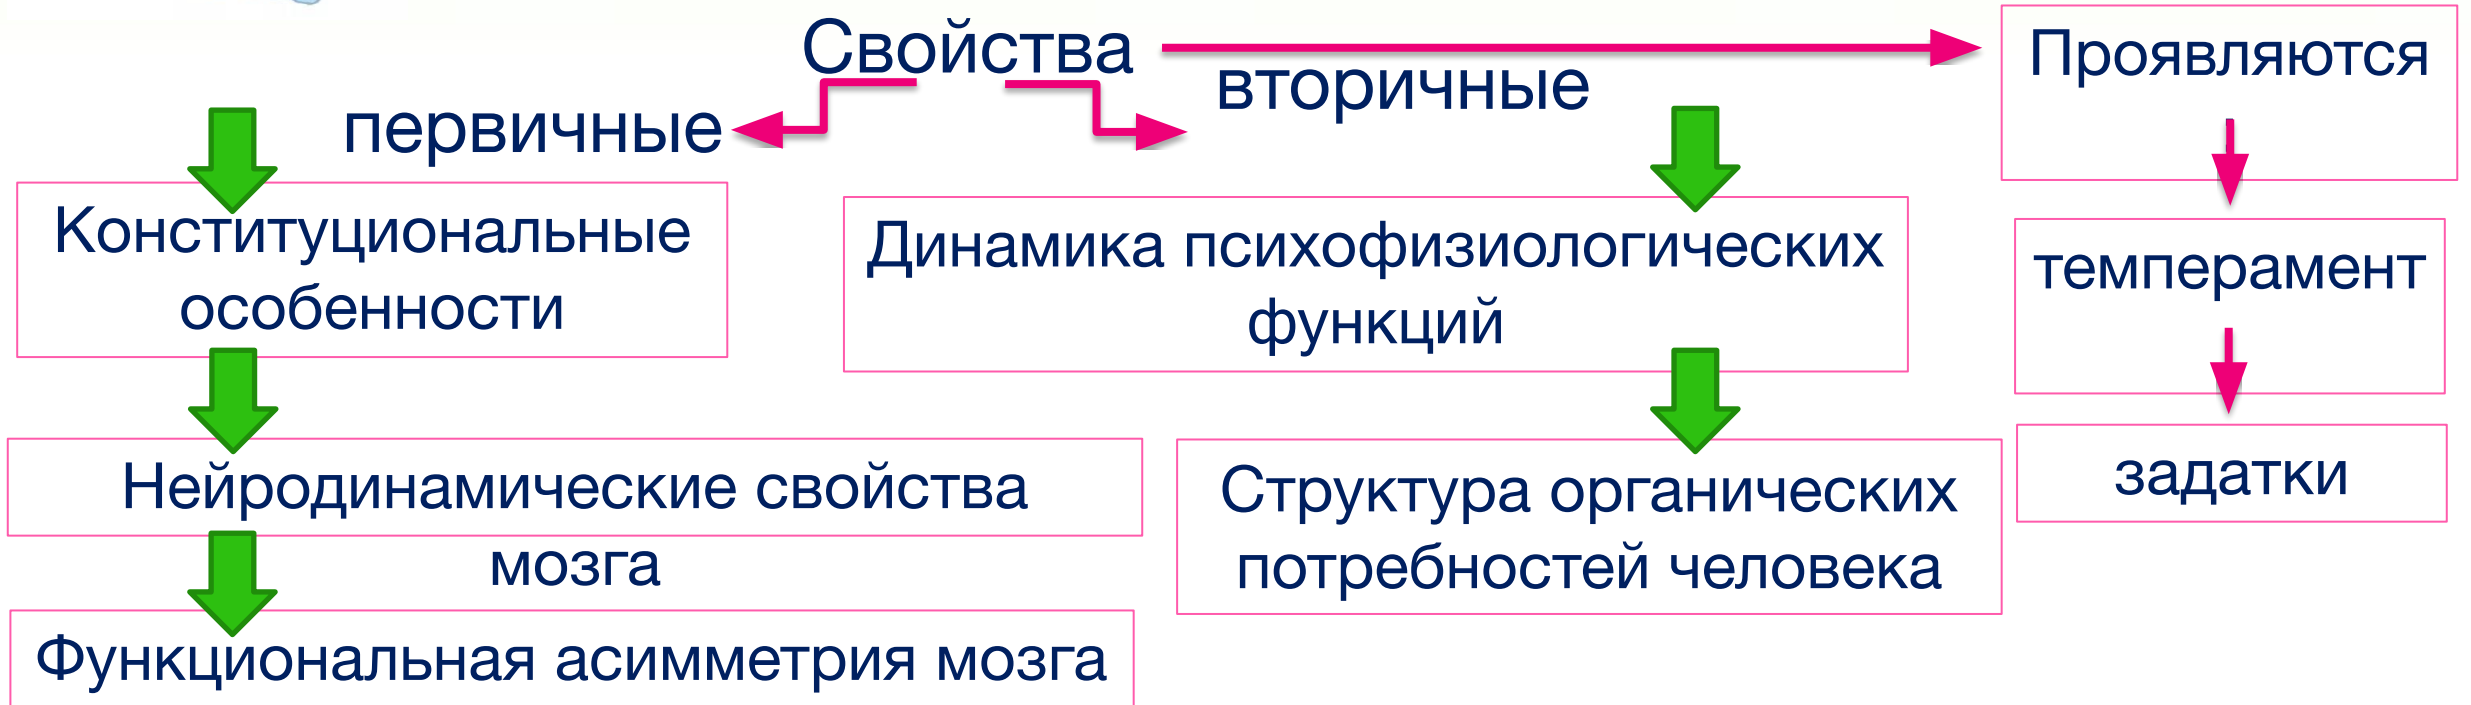 Свойства
первичные
вторичные
Проявляются
Конституциональные
особенности
Динамика психофизиологических
функций
темперамент
Нейродинамические свойства
мозга
Структура органических
потребностей человека
задатки
Функциональная асимметрия мозга